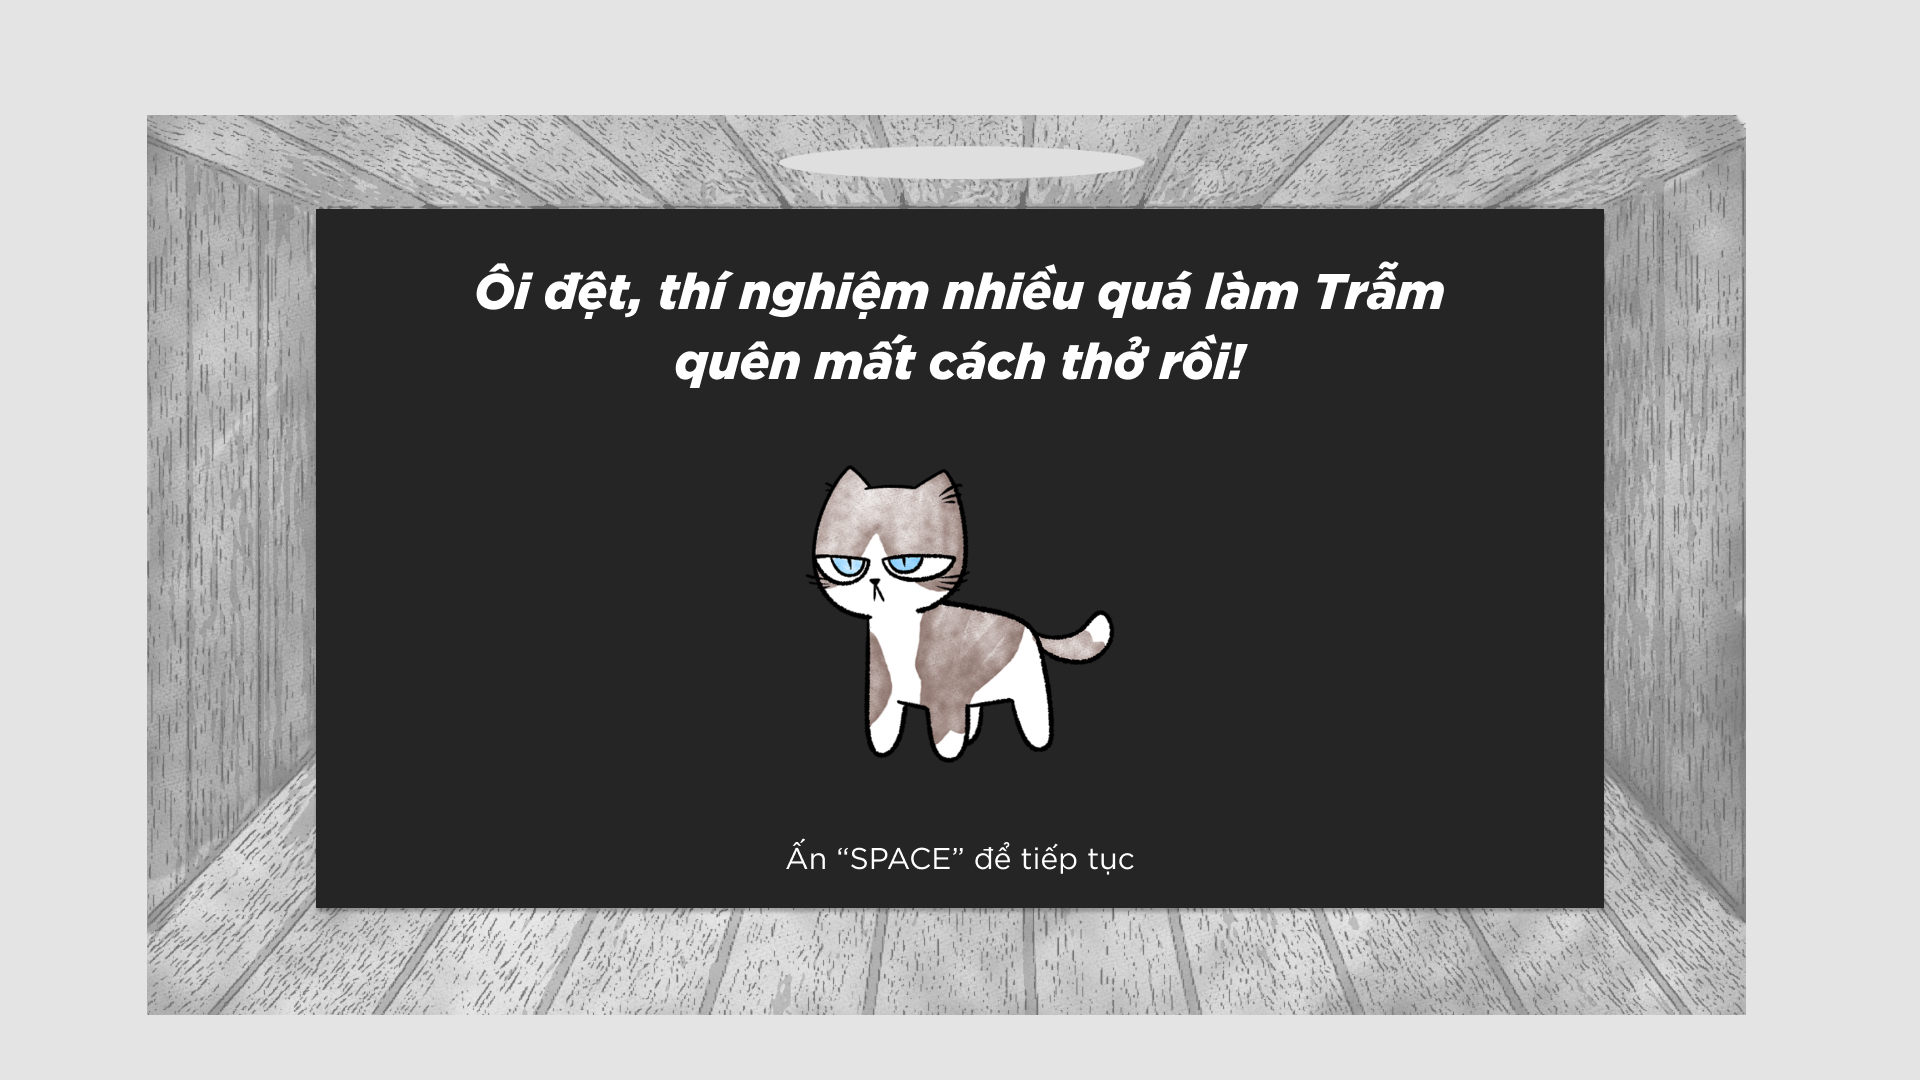 Ôi đệt, thí nghiệm nhiều quá làm Trẫm
quên mất cách thở rồi!
Ấn “SPACE” để tiếp tục